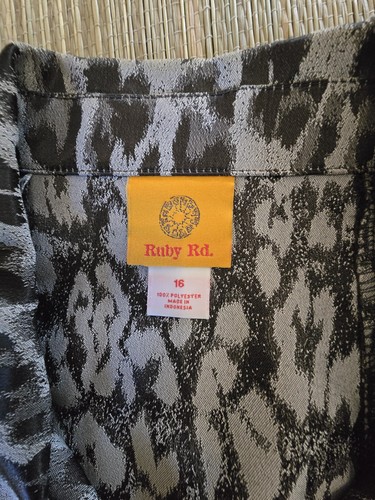 Ruby Rd.
16
100% POLYESTER
MADE IN
INDONESIA